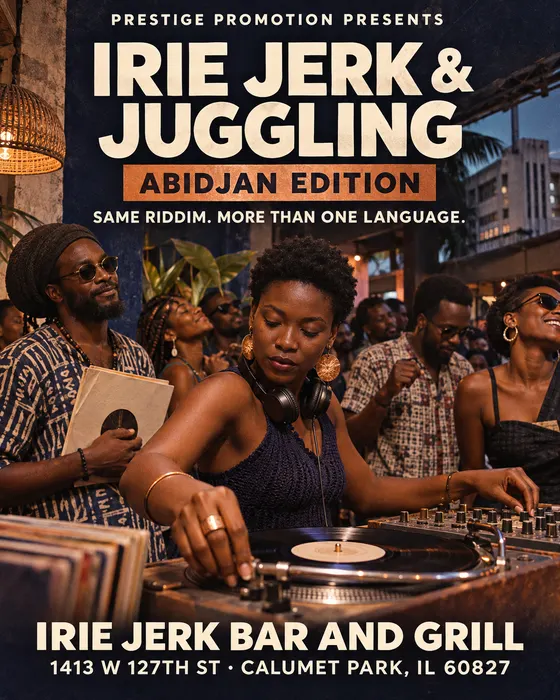 PRESTIGE PROMOTION PRESENTS
IRIE JERK &
JUGGLING
ABIDJAN EDITION
SAME RIDDIM. MORE THAN ONE LANGUAGE.
IRIE JERK BAR AND GRILL
1413 W 127TH ST · CALUMET PARK, IL 60827